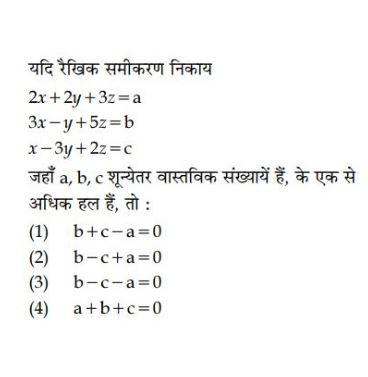 यदि रैखिक समीकरण निकाय
2x+2y+3z=a
3x−y+5z=b
x−3y+2z=c
जहाँ a, b, c शून्येतर वास्तविक संख्यायें हैं, के एक से
अधिक हल हैं, तो :
(1) b+c−a=0
(2) b−c+a=0
(3) b−c−a=0
(4) a+b+c=0